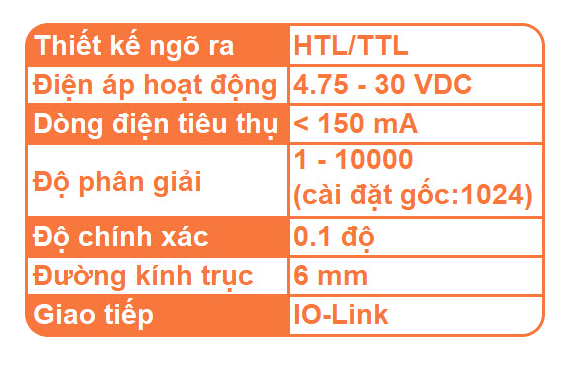 Thiết kế ngõ ra HTL/TTL
Điện áp hoạt động 4.75 - 30 VDC
Dòng điện tiêu thụ < 150 mA
Độ phân giải 1 - 10000
(cài đặt gốc:1024)
Độ chính xác 0.1 độ
Đường kính trục 6 mm
Giao tiếp IO-Link